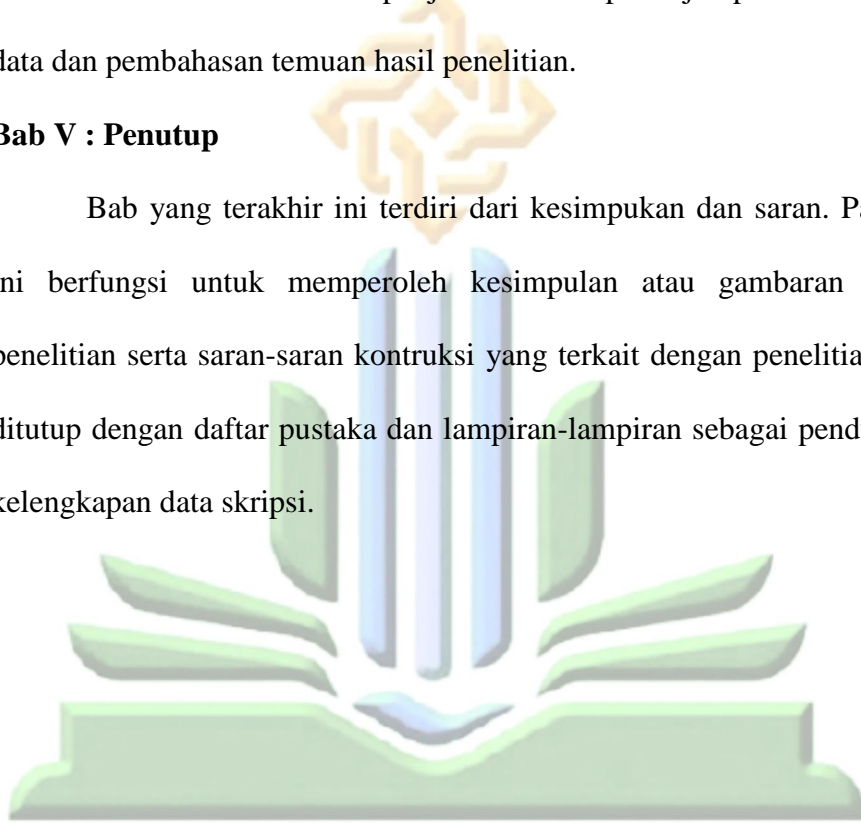 data dan pembahasan temuan hasil penelitian.
Bab V : Penutup
Bab yang terakhir ini terdiri dari kesimpukan dan saran.
ini berfungsi untuk memperoleh kesimpulan atau gambaran
penelitian serta saran-saran kontruksi yang terkait dengan
ditutup dengan daftar pustaka dan lampiran-lampiran sebagai
kelengkapan data skripsi.